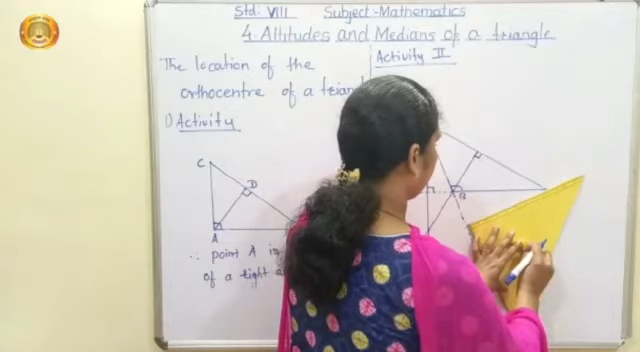 Std: VIII Subject-Mathematics
4. Altitudes and Medians of a triangle
The location of the
orthocentre of a
1) Activity
C
D
A
∴ point A is
of a right
Activity II
B